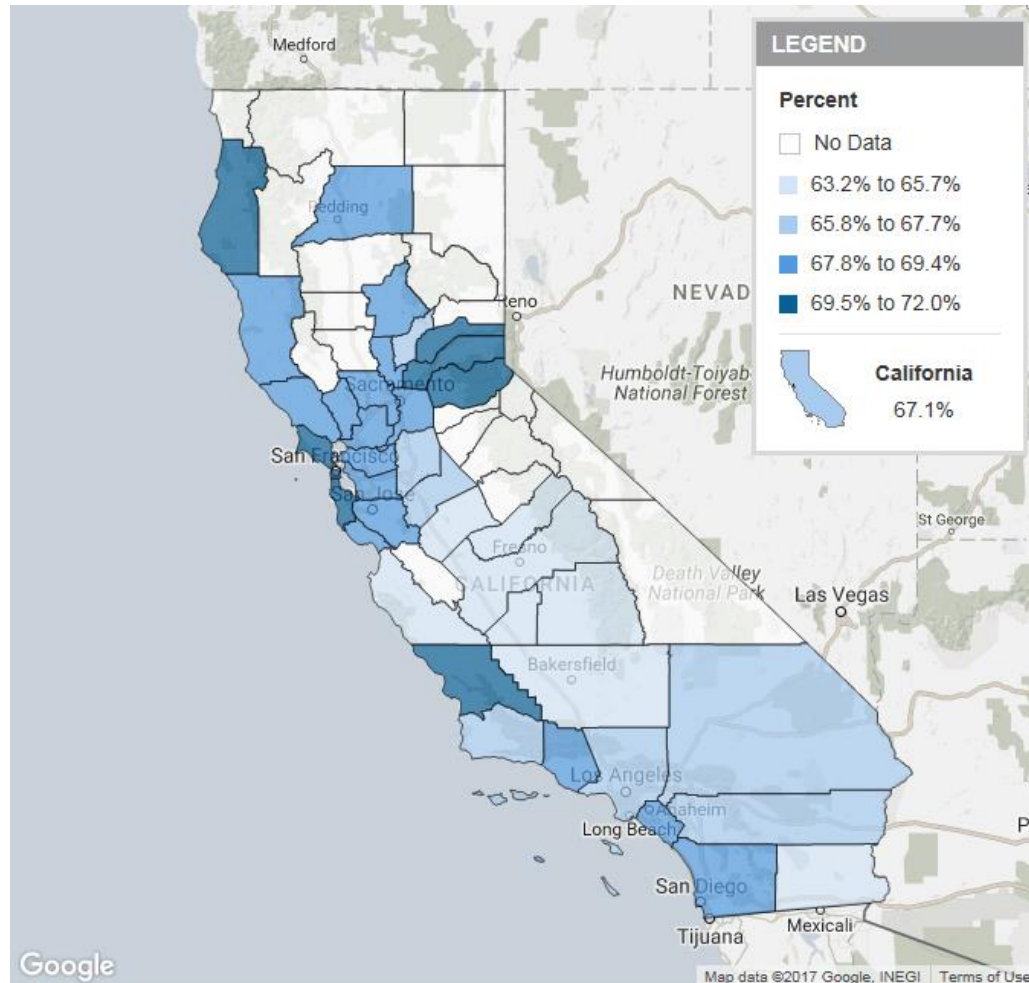 Medford
LEGEND
Percent
No Data
63.2% to 65.7%
65.8% to 67.7%
67.8% to 69.4%
69.5% to 72.0%
California
67.1%
Redding
Reno
NEVAD
Humboldt-Toiyab
National Forest
Sacramento
San Francisco
San Jose
St George
Fresno
CALIFORNIA
Death Valley
National Park
Las Vegas
Bakersfield
Los Angeles
Anaheim
Long Beach
P
San Diego
Tijuana
Mexicali
Google
Map data ©2017 Google, INEGI
Terms of Use